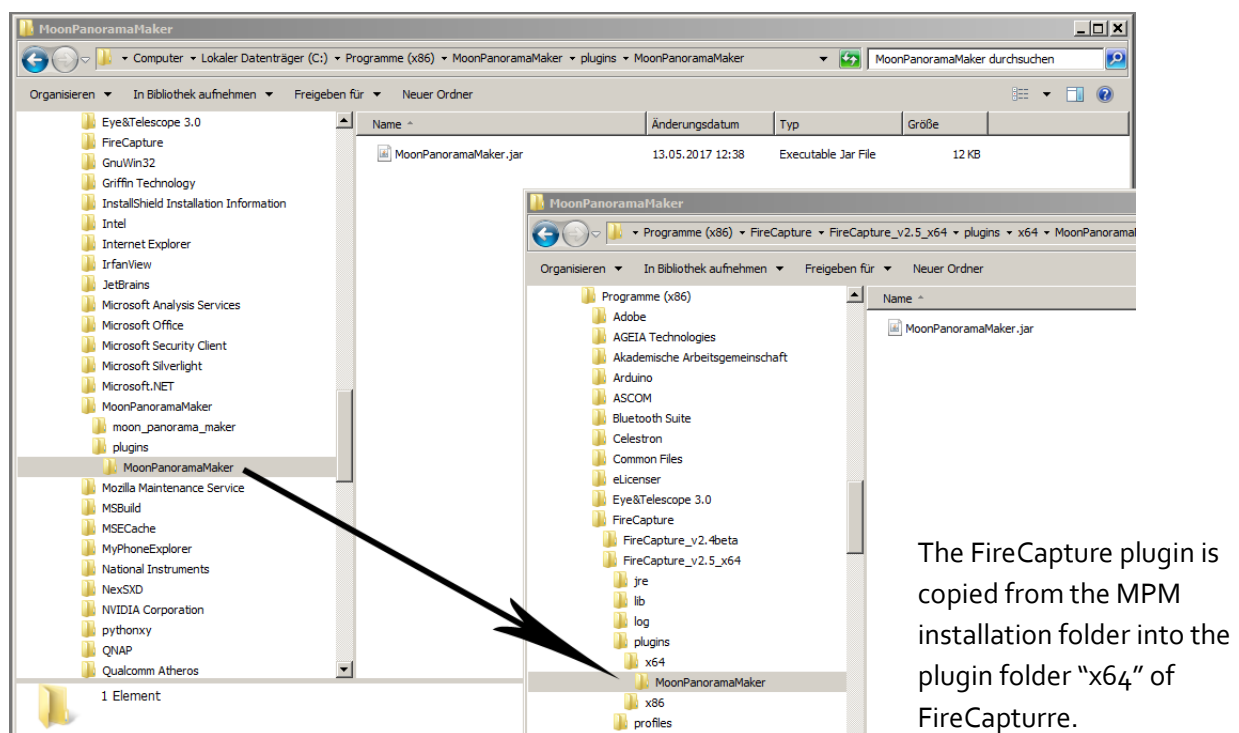 MoonPanoramaMaker
Computer Lokaler Datenträger (C:) Programme (x86) MoonPanoramaMaker plugins MoonPanoramaMaker
MoonPanoramaMaker durchsuchen
Organisieren In Bibliothek aufnehmen Freigeben für Neuer Ordner
Eye&Telescope 3.0
FireCapture
GnuWin32
Griffin Technology
InstallShield Installation Information
Intel
Internet Explorer
IrfanView
JetBrains
Microsoft Analysis Services
Microsoft Office
Microsoft Security Client
Microsoft Silverlight
Microsoft.NET
MoonPanoramaMaker
moon_panorama_maker
plugins
MoonPanoramaMaker
Mozilla Maintenance Service
MSBuild
MSECache
MyPhoneExplorer
National Instruments
NexSXD
NVIDIA Corporation
pythonxy
QNAP
Qualcomm Atheros
1 Element
Name Änderungsdatum Typ Größe
MoonPanoramaMaker.jar 13.05.2017 12:38 Executable Jar File 12 KB
MoonPanoramaMaker
Programme (x86) FireCapture FireCapture_v2.5_x64 plugins x64 MoonPanoramal
Organisieren In Bibliothek aufnehmen Freigeben für Neuer Ordner
Programme (x86)
Adobe
AGEIA Technologies
Akademische Arbeitsgemeinschaft
Arduino
ASCOM
Bluetooth Suite
Celestron
Common Files
eLicenser
Eye&Telescope 3.0
FireCapture
FireCapture_v2.4beta
FireCapture_v2.5_x64
jre
lib
log
plugins
x64
MoonPanoramaMaker
x86
profiles
Name
MoonPanoramaMaker.jar
The FireCapture plugin is
copied from the MPM
installation folder into the
plugin folder “x64” of
FireCapturre.